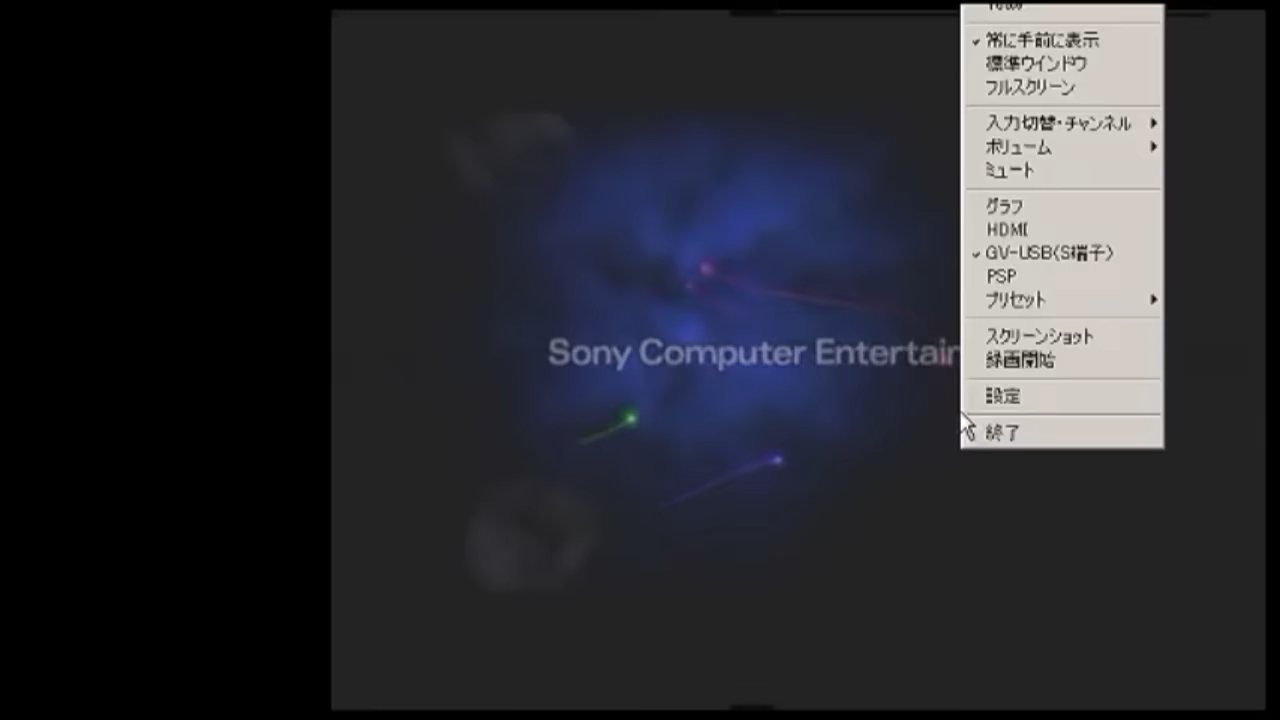 常に手前に表示
標準ウインドウ
フルスクリーン
入力切替・チャンネル
ボリューム
ミュート
グラフ
HDMI
GV-USB(S端子)
PSP
プリセット
スクリーンショット
録画開始
設定
終了
Sony Computer Entertain